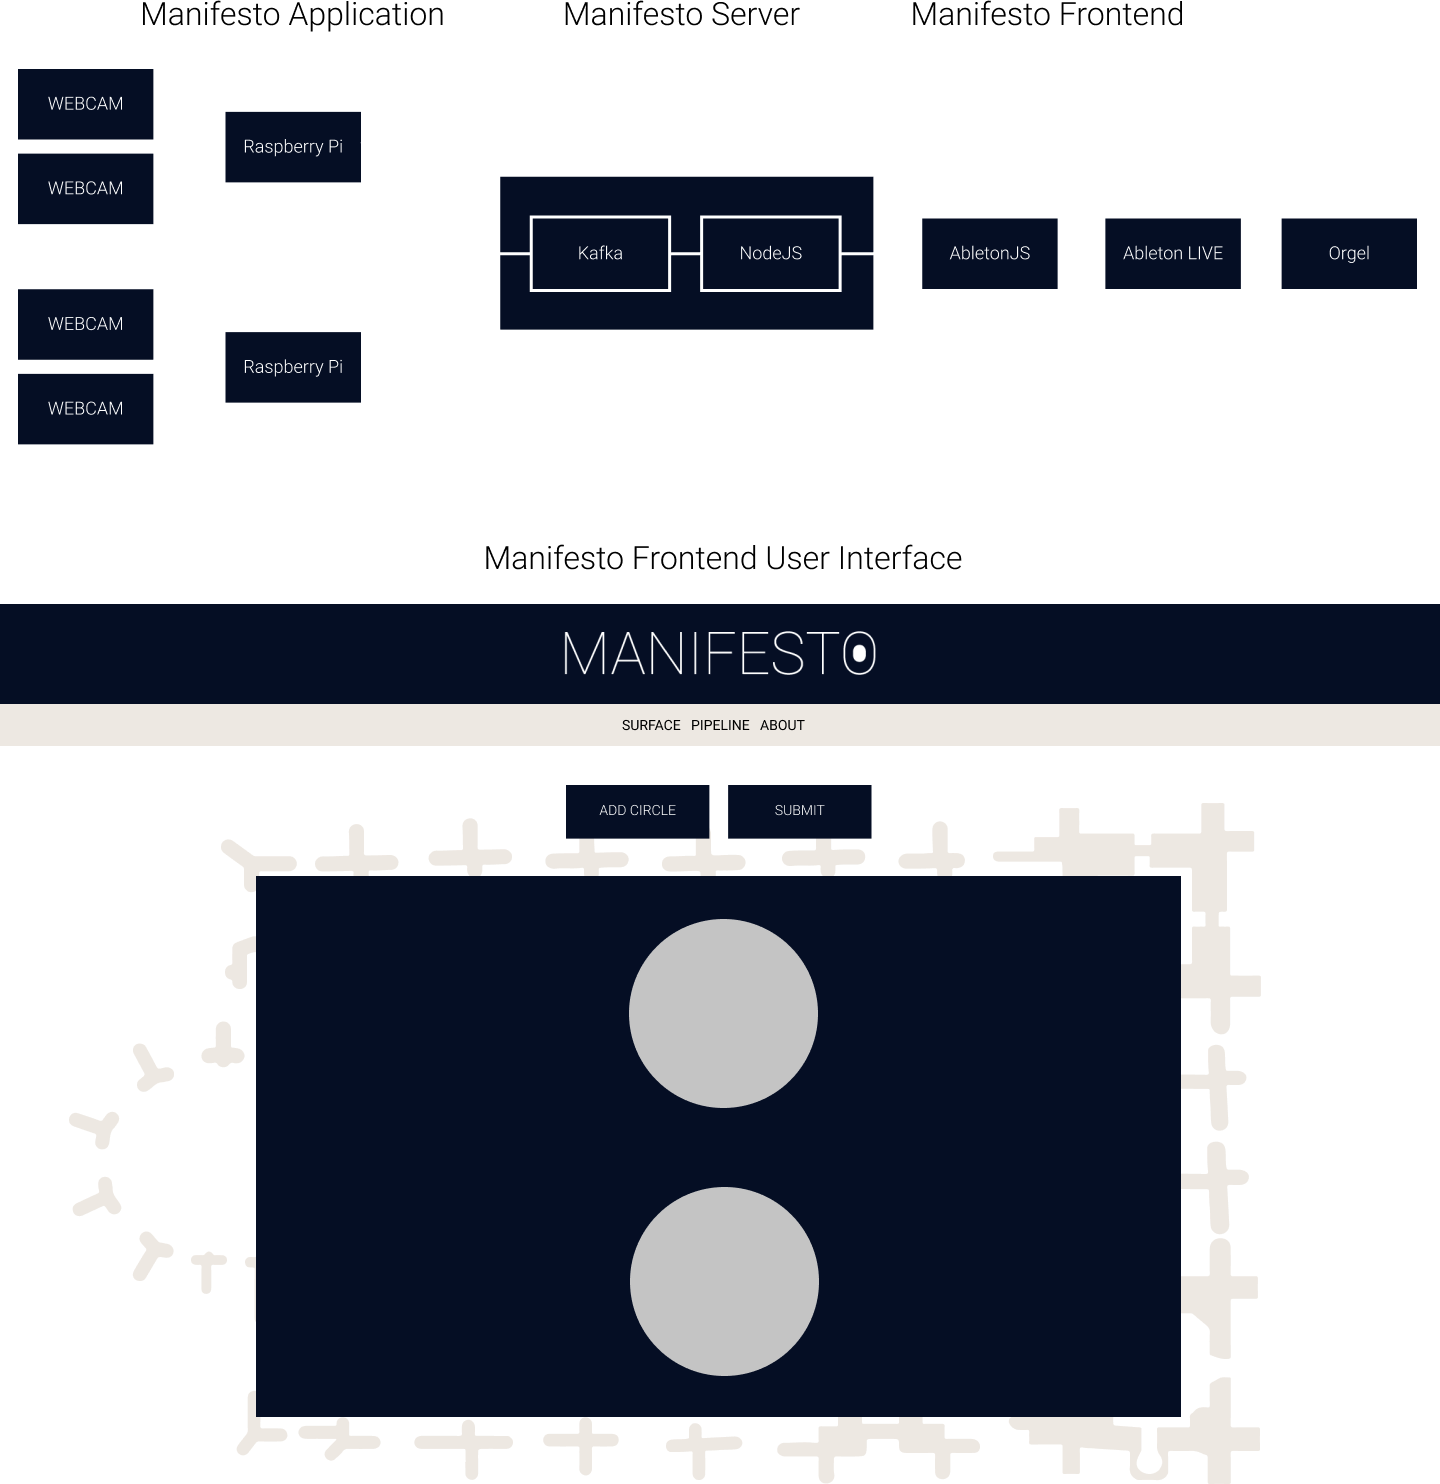 Manifesto Application
Manifesto Server
Manifesto Frontend
WEBCAM
WEBCAM
Raspberry Pi
WEBCAM
WEBCAM
Raspberry Pi
Kafka
NodeJS
AbletonJS
Ableton LIVE
Orgel
Manifesto Frontend User Interface
MANIFESTO
SURFACE PIPELINE ABOUT
ADD CIRCLE
SUBMIT